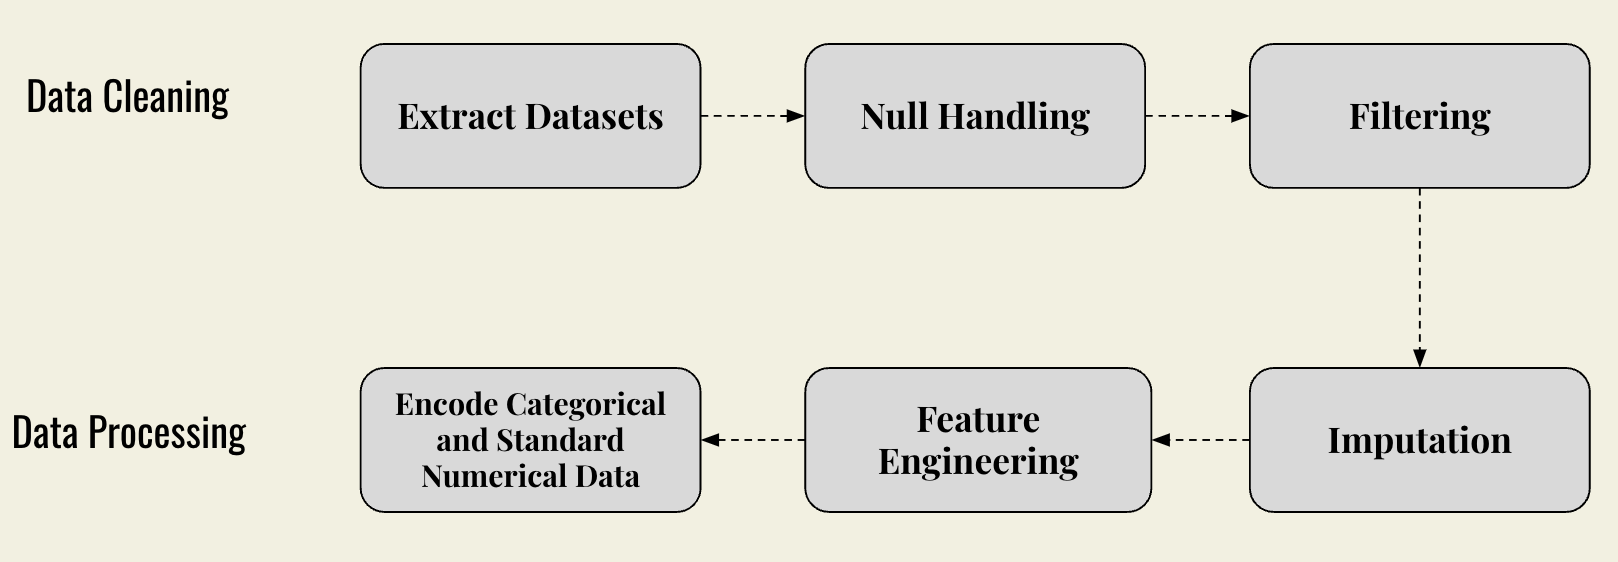 Data Cleaning
Extract Datasets
Null Handling
Filtering
Data Processing
Encode Categorical
and Standard
Numerical Data
Feature
Engineering
Imputation